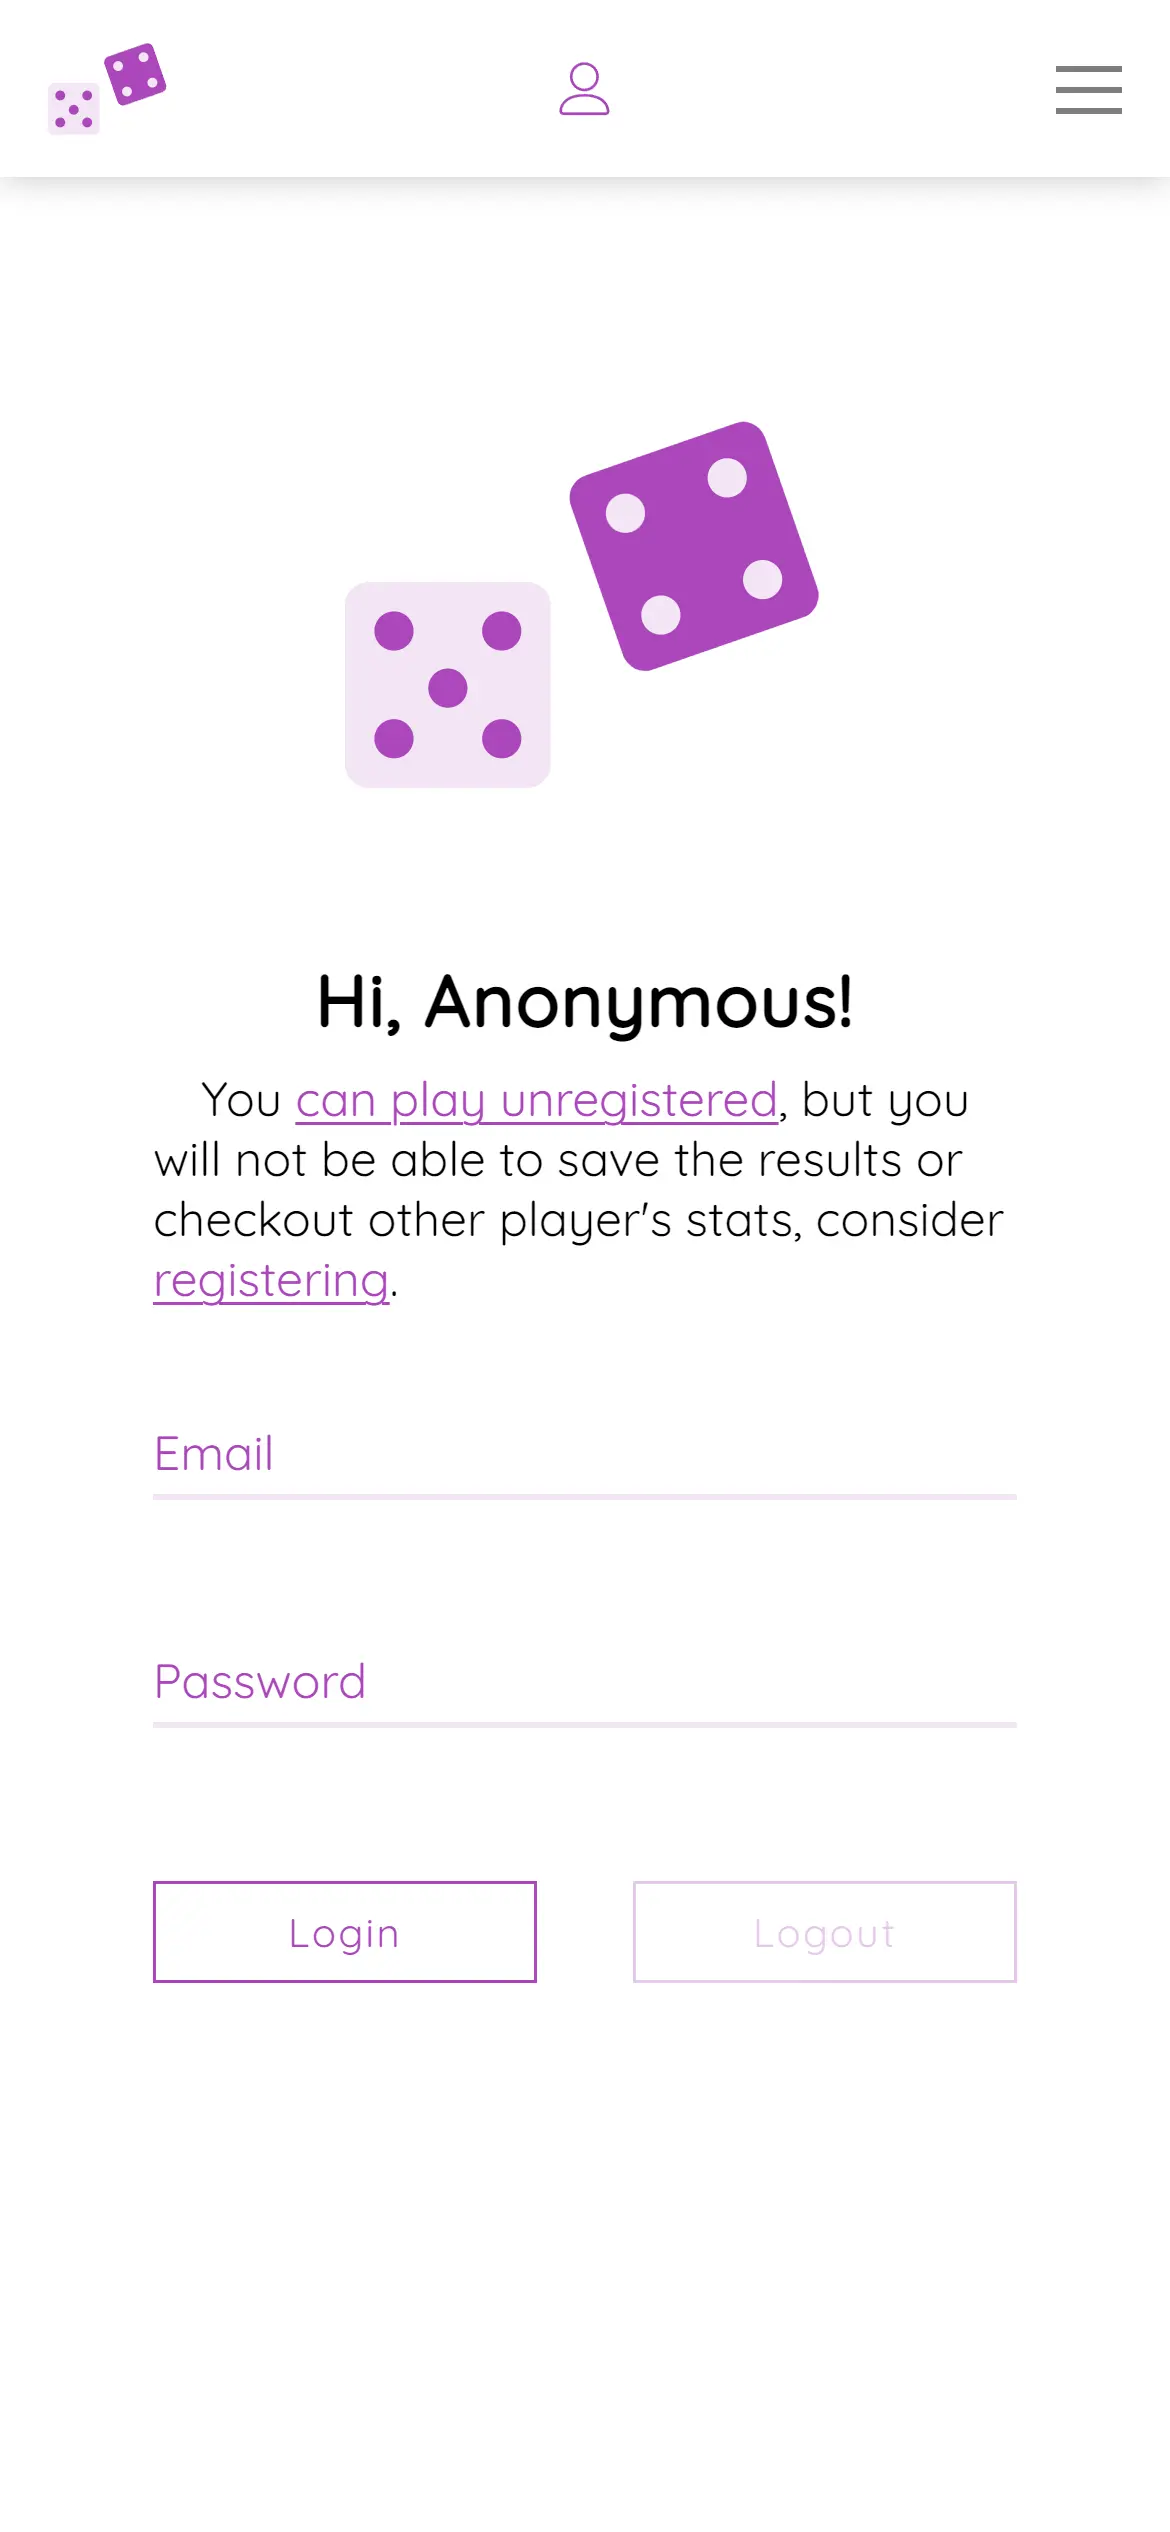 Hi, Anonymous!
You can play unregistered, but you
will not be able to save the results or
checkout other player's stats, consider
registering.
Email
Password
Login
Logout